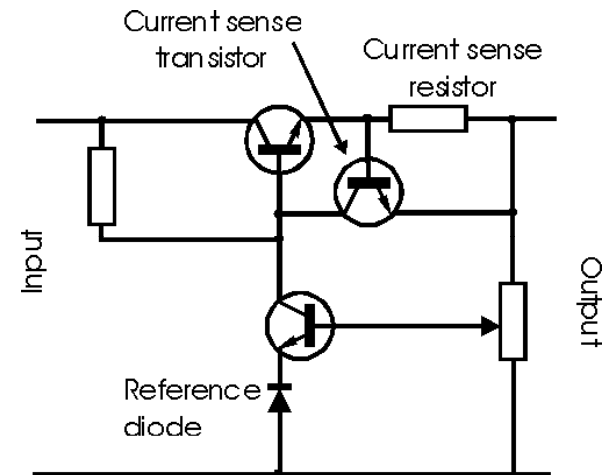 Current sense
transistor
Current sense
resistor
Input
Output
Reference
diode